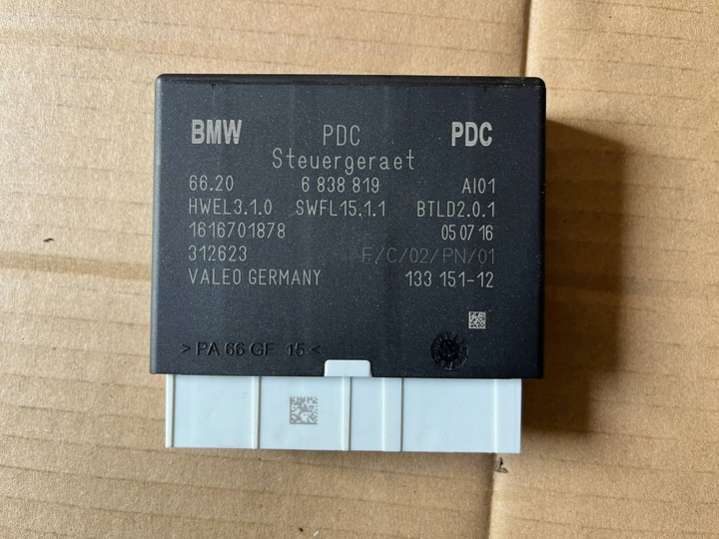 BMW PDC PDC
Steuergeraet
66.20 6 838 819 AI01
HWEL3.1.0 SWFL15.1.1 BTLD2.0.1
1616701878 05 07 16
312623 F/C/02/PN/01
VALEO GERMANY 133 151-12
>PA 66 GF 15<